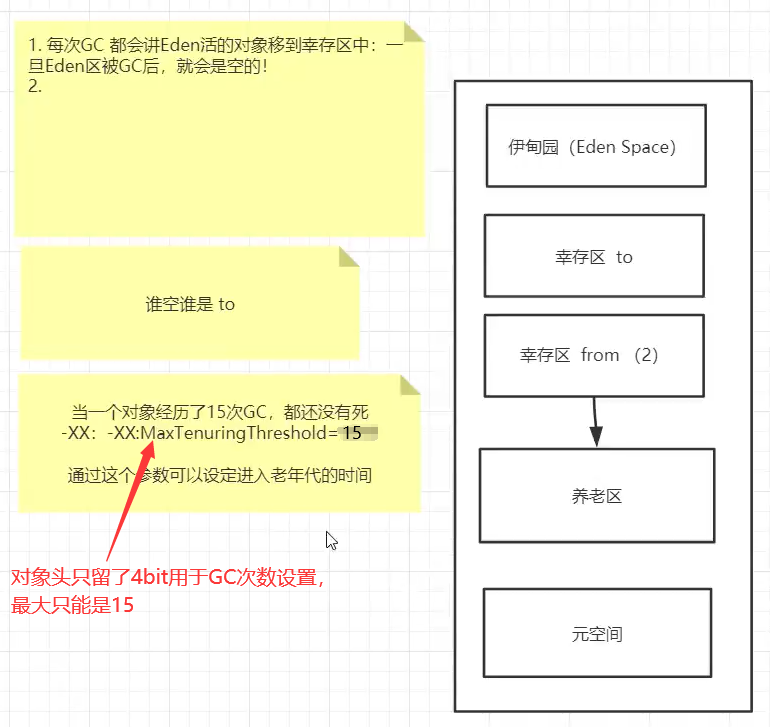 1. 每次GC 都会讲Eden活的对象移到幸存区中：一
旦Eden区被GC后，就会是空的！
2.
谁空谁是 to
当一个对象经历了15次GC，都还没有死
-XX：-XX:MaxTenuringThreshold= 15
通过这个参数可以设定进入老年代的时间
对象头只留了4bit用于GC次数设置，
最大只能是15
伊甸园（Eden Space）
幸存区 to
幸存区 from （2）
养老区
元空间